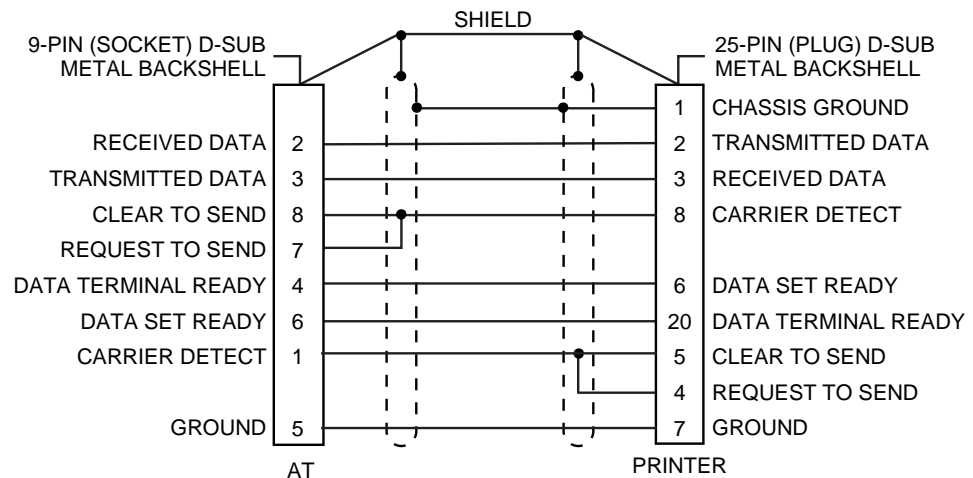 SHIELD
9-PIN (SOCKET) D-SUB
METAL BACKSHELL
25-PIN (PLUG) D-SUB
METAL BACKSHELL
1 CHASSIS GROUND
RECEIVED DATA 2 2 TRANSMITTED DATA
TRANSMITTED DATA 3 3 RECEIVED DATA
CLEAR TO SEND 8 8 CARRIER DETECT
REQUEST TO SEND 7
DATA TERMINAL READY 4 6 DATA SET READY
DATA SET READY 6 20 DATA TERMINAL READY
CARRIER DETECT 1 5 CLEAR TO SEND
4 REQUEST TO SEND
GROUND 5 7 GROUND
AT PRINTER